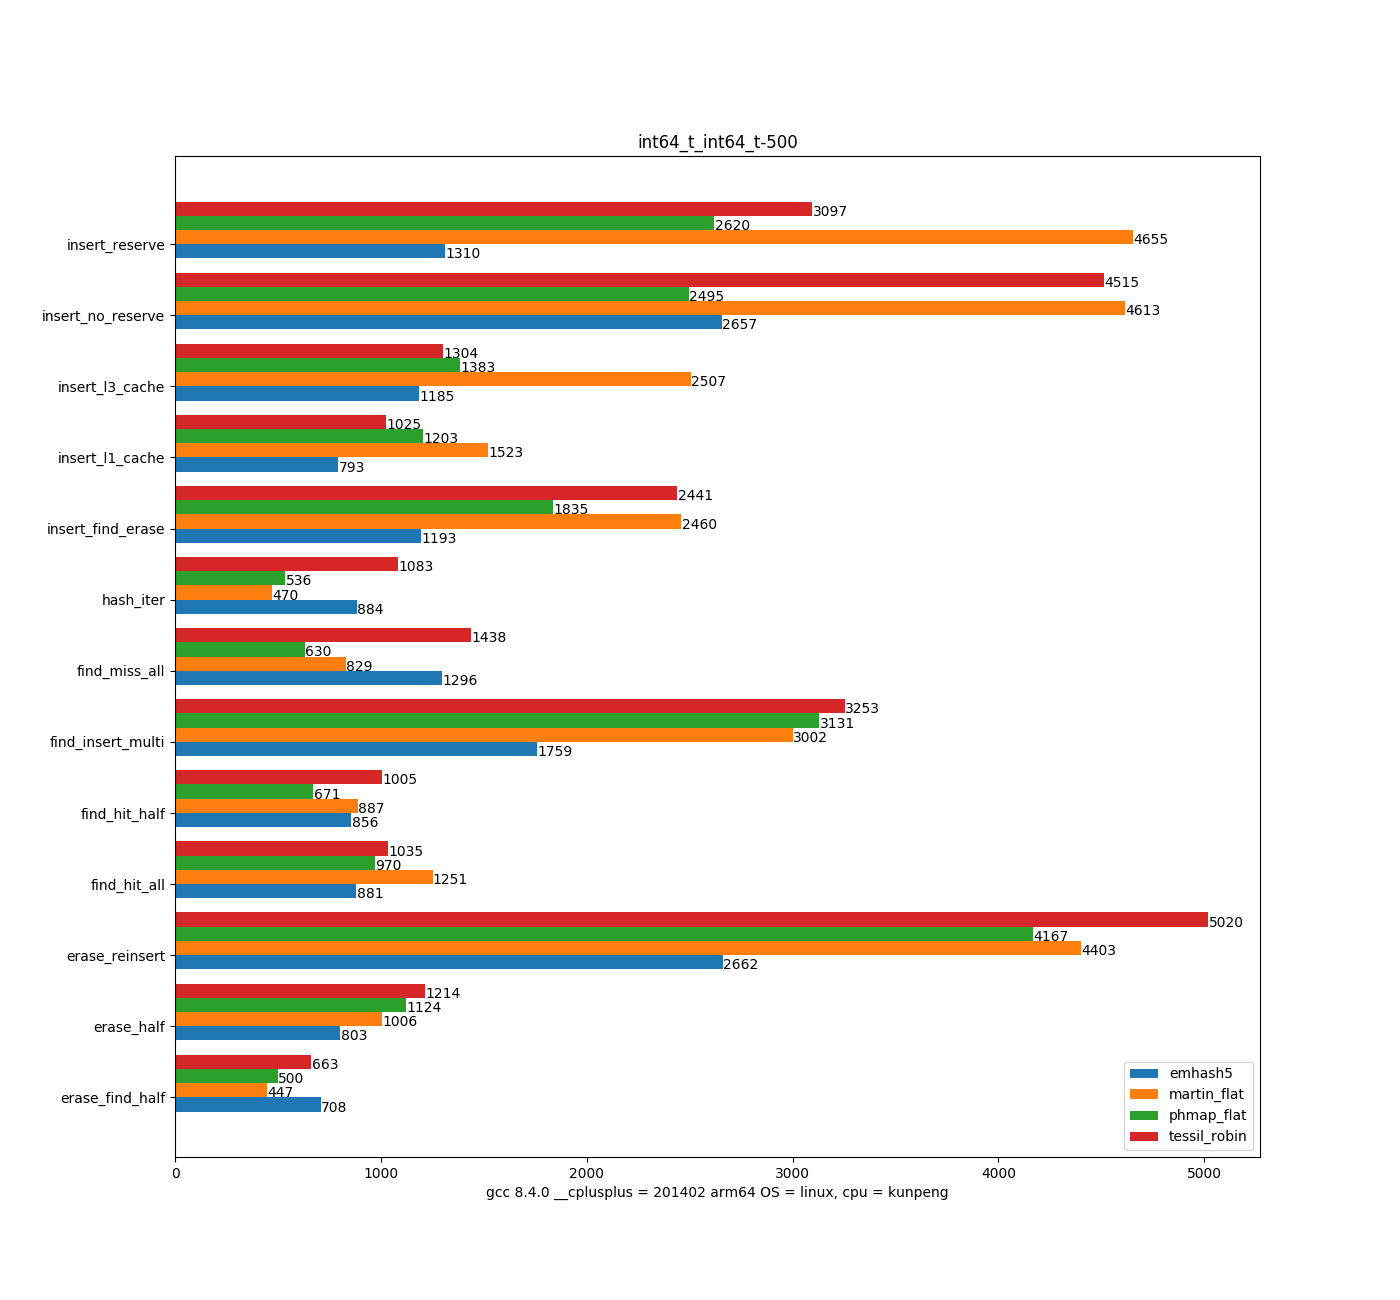 int64_t_int64_t-500
3097
2620
insert_reserve
4655
1310
4515
2495
insert_no_reserve
4613
2657
1304
1383
insert_l3_cache
2507
1185
1025
1203
insert_l1_cache
1523
793
2441
1835
insert_find_erase
2460
1193
1083
536
hash_iter
470
884
1438
630
find_miss_all
829
1296
3253
3131
find_insert_multi
3002
1759
1005
671
find_hit_half
887
856
1035
970
find_hit_all
1251
881
5020
4167
erase_reinsert
4403
2662
1214
1124
erase_half
1006
803
663
500
erase_find_half
447
708
emhash5
martin_flat
phmap_flat
tessil_robin
0 1000 2000 3000 4000 5000
gcc 8.4.0 __cplusplus = 201402 arm64 OS = linux, cpu = kunpeng